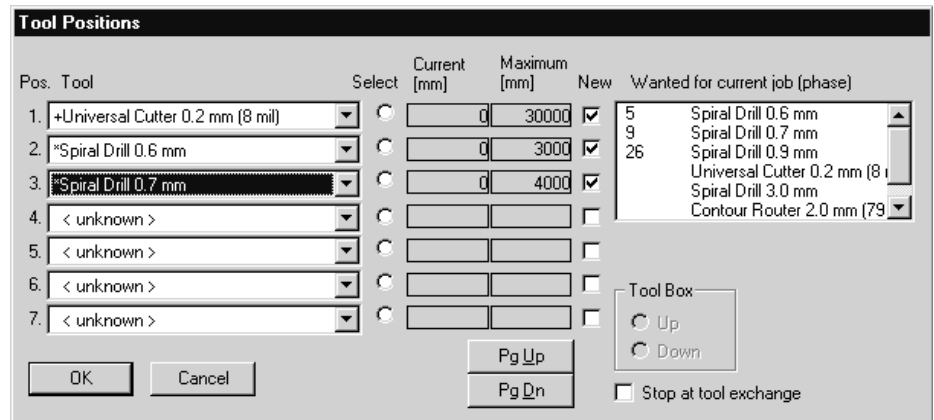 Tool Positions
Pos. Tool Select Current [mm] Maximum [mm] New Wanted for current job (phase)
1. +Universal Cutter 0.2 mm (8 mil) 0 30000
2. *Spiral Drill 0.6 mm 0 3000
3. *Spiral Drill 0.7 mm 0 4000
4. < unknown >
5. < unknown >
6. < unknown >
7. < unknown >
5 Spiral Drill 0.6 mm
9 Spiral Drill 0.7 mm
26 Spiral Drill 0.9 mm
Universal Cutter 0.2 mm (8
Spiral Drill 3.0 mm
Contour Router 2.0 mm (79
Tool Box
Up
Down
Pg Up
Pg Dn
OK Cancel
Stop at tool exchange